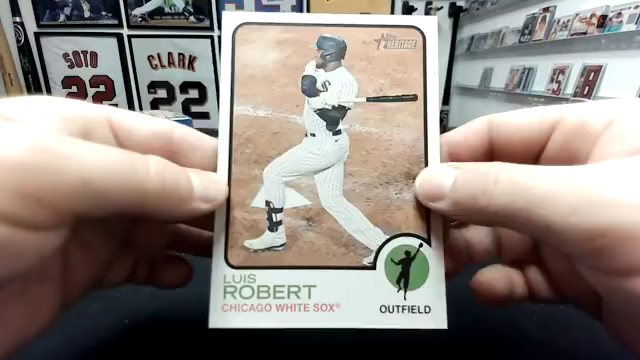 SOTO
22
CLARK
22
Topps
HERITAGE
LUIS
ROBERT
CHICAGO WHITE SOX®
OUTFIELD